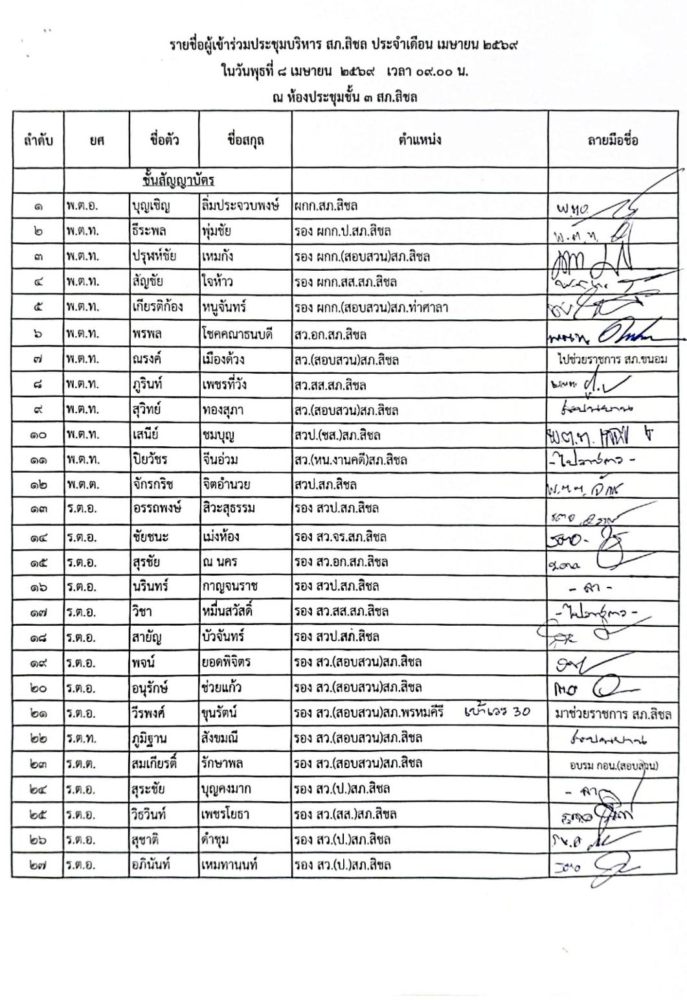 รายชื่อผู้เข้าร่วมประชุมบริหาร สภ.สิชล ประจำเดือน เมษายน ๒๕๖๙
ในวันพุธที่ ๘ เมษายน ๒๕๖๙ เวลา ๐๙.๐๐ น.
ณ ห้องประชุมชั้น ๓ สภ.สิชล
ลำดับ ยศ ชื่อตัว ชื่อสกุล ตำแหน่ง ลายมือชื่อ
ชั้นสัญญาบัตร
๑ พ.ต.อ. บุญเชิญ ลิ่มประจวบพงษ์ ผกก.สภ.สิชล
๒ พ.ต.ท. ธีระพล พุ่มชัย รอง ผกก.ป.สภ.สิชล พ.ต.ท.
๓ พ.ต.ท. ปรุฬห์ชัย เหมกัง รอง ผกก.(สอบสวน)สภ.สิชล
๔ พ.ต.ท. สัญชัย ใจห้าว รอง ผกก.สส.สภ.สิชล
๕ พ.ต.ท. เกียรติก้อง หนูจันทร์ รอง ผกก.(สอบสวน)สภ.ท่าศาลา
๖ พ.ต.ท. พรพล โชคคณาธนบดี สว.อก.สภ.สิชล
๗ พ.ต.ท. ณรงค์ เมืองด้วง สว.(สอบสวน)สภ.สิชล ไปช่วยราชการ สภ.ขนอม
๘ พ.ต.ท. ภูรินท์ เพชรที่วัง สว.สส.สภ.สิชล
๙ พ.ต.ท. สุวิทย์ ทองสุภา สว.(สอบสวน)สภ.สิชล
๑๐ พ.ต.ท. เสนีย์ ชมบุญ สวป.(ชส.)สภ.สิชล พ.ต.ท.
๑๑ พ.ต.ท. ปิยวัชร จีนอ่วม สว.(หน.งานคดี)สภ.สิชล - ไปราชการ -
๑๒ พ.ต.ต. จักรกริช จิตอำนวย สวป.สภ.สิชล
๑๓ ร.ต.อ. อรรถพงษ์ สิวะสุธรรม รอง สวป.สภ.สิชล
๑๔ ร.ต.อ. ชัยชนะ เม่งห้อง รอง สว.จร.สภ.สิชล
๑๕ ร.ต.อ. สุรชัย ณ นคร รอง สว.อก.สภ.สิชล
๑๖ ร.ต.อ. นรินทร์ กาญจนราช รอง สวป.สภ.สิชล - ลา -
๑๗ ร.ต.อ. วิชา หมื่นสวัสดิ์ รอง สว.สส.สภ.สิชล - ไปราชการ -
๑๘ ร.ต.อ. สายัญ บัวจันทร์ รอง สวป.สภ.สิชล
๑๙ ร.ต.อ. พจน์ ยอดพิจิตร รอง สว.(สอบสวน)สภ.สิชล
๒๐ ร.ต.อ. อนุรักษ์ ช่วยแก้ว รอง สว.(สอบสวน)สภ.สิชล
๒๑ ร.ต.อ. วีรพงศ์ ขุนรัตน์ รอง สว.(สอบสวน)สภ.พรหมคีรี เข้าเวร 30 มาช่วยราชการ สภ.สิชล
๒๒ ร.ต.ท. ภูมิฐาน สังขมณี รอง สว.(สอบสวน)สภ.สิชล
๒๓ ร.ต.ต. สมเกียรติ์ รักษาพล รอง สว.(สอบสวน)สภ.สิชล อบรม กอน.(สอบสวน)
๒๔ ร.ต.อ. สุระชัย บุญคงมาก รอง สว.(ป.)สภ.สิชล - ลา
๒๕ ร.ต.อ. วิธวินท์ เพชรโยธา รอง สว.(สส.)สภ.สิชล
๒๖ ร.ต.อ. สุชาติ ดำชุม รอง สว.(ป.)สภ.สิชล
๒๗ ร.ต.อ. อภินันท์ เหมทานนท์ รอง สว.(ป.)สภ.สิชล